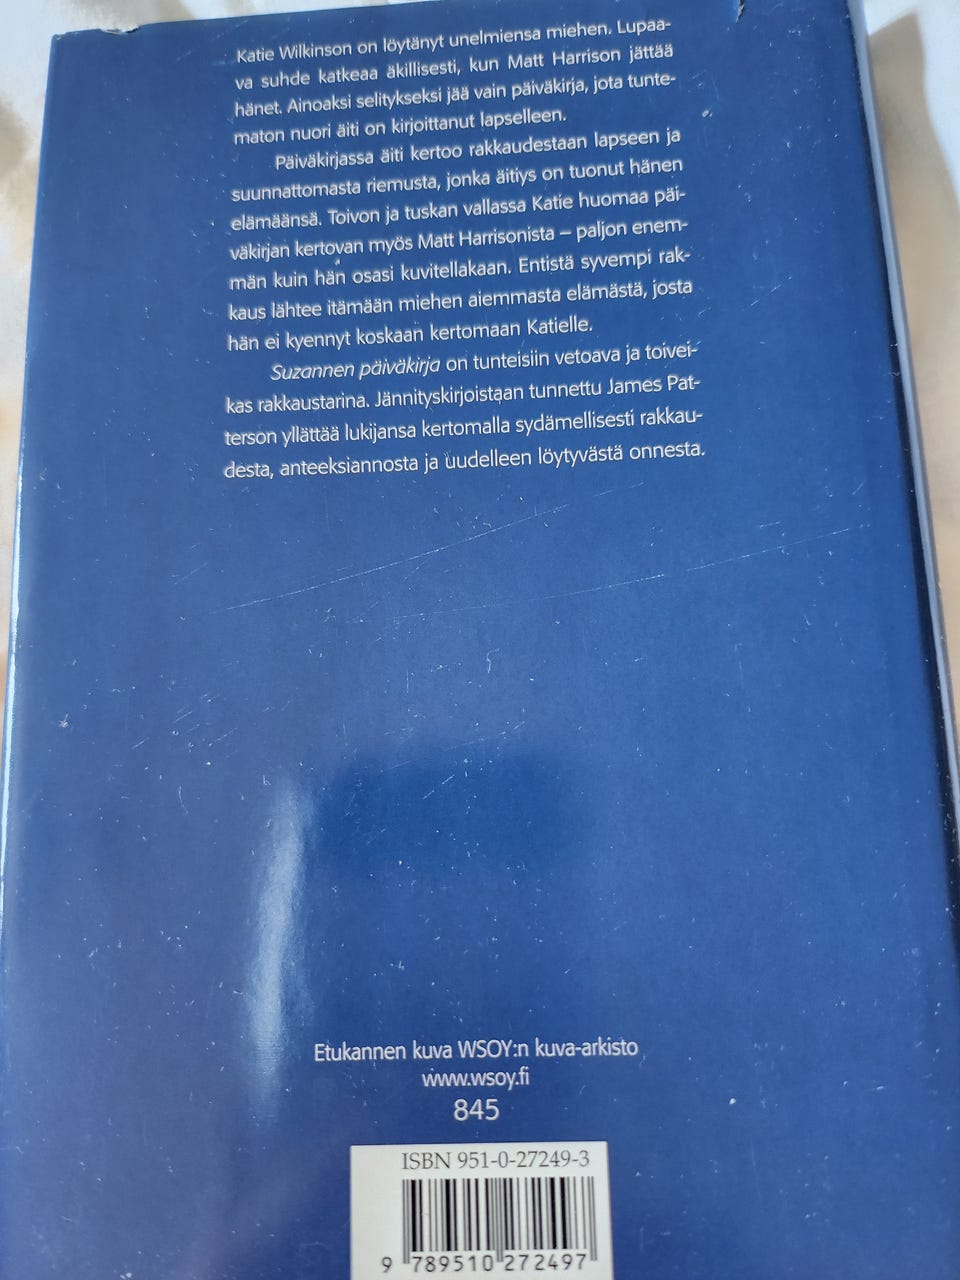 Katie Wilkinson on löytänyt unelmiensa miehen. Lupaa-
va suhde katkeaa äkillisesti, kun Matt Harrison jättää
hänet. Ainoaksi selitykseksi jää vain päiväkirja, jota tunte-
maton nuori äiti on kirjoittanut lapselleen.
Päiväkirjassa äiti kertoo rakkaudestaan lapseen ja
suunnattomasta riemusta, jonka äitiys on tuonut hänen
elämäänsä. Toivon ja tuskan vallassa Katie huomaa päi-
väkirjan kertovan myös Matt Harrisonista – paljon enem-
män kuin hän osasi kuvitellakaan. Entistä syvempi rak-
kaus lähtee itämään miehen aiemmasta elämästä, josta
hän ei kyennyt koskaan kertomaan Katielle.
Suzannen päiväkirja on tunteisiin vetoava ja toivei-
kas rakkaustarina. Jännityskirjoistaan tunnettu James Pat-
terson yllättää lukijansa kertomalla sydämellisesti rakkau-
desta, anteeksiannosta ja uudelleen löytyvästä onnesta.
Etukannen kuva WSOY:n kuva-arkisto
www.wsoy.fi
845
ISBN 951-0-27249-3
9 789510 272497